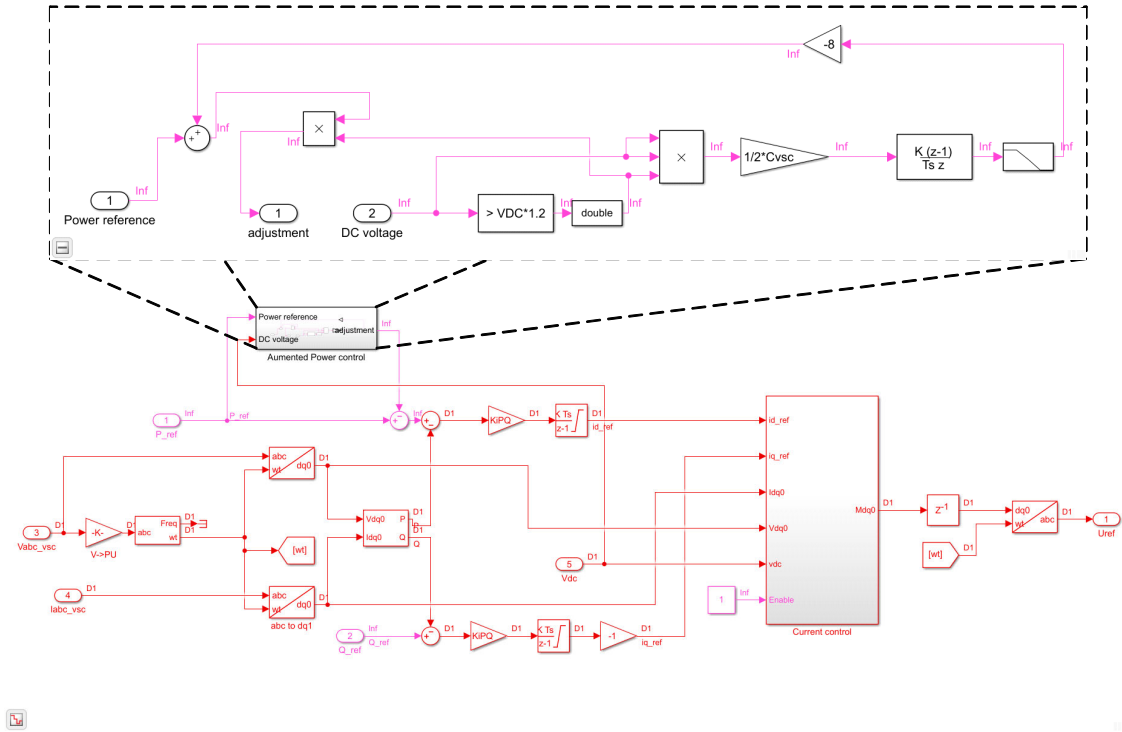 -8
Inf
Inf
×
Inf
Inf
×
Inf
1/2*Cvsc
Inf
K (z-1)
Ts z
Inf
Inf
1
Inf
Power reference
1
adjustment
2
Inf
DC voltage
> VDC*1.2
Inf
double
Inf
Power reference
adjustment
DC voltage
Inf
Aumented Power control
1
Inf
P_ref
P_ref
Inf
D1
KiPQ
D1
K Ts
z-1
D1
id_ref
abc
wt
dq0
D1
3
D1
Vabc_vsc
-K-
V->PU
D1
abc
Freq
wt
D1
D1
[wt]
Vdq0
Idq0
P
Q
D1
P
D1
Q
4
D1
Iabc_vsc
abc
wt
dq0
D1
abc to dq1
2
Inf
Q_ref
Q_ref
D1
KiPQ
D1
K Ts
z-1
D1
-1
D1
iq_ref
5
D1
Vdc
1
Inf
id_ref
iq_ref
Idq0
Vdq0
vdc
Enable
Mdq0
Current control
D1
z-1
D1
[wt]
D1
dq0
wt
abc
D1
1
Uref